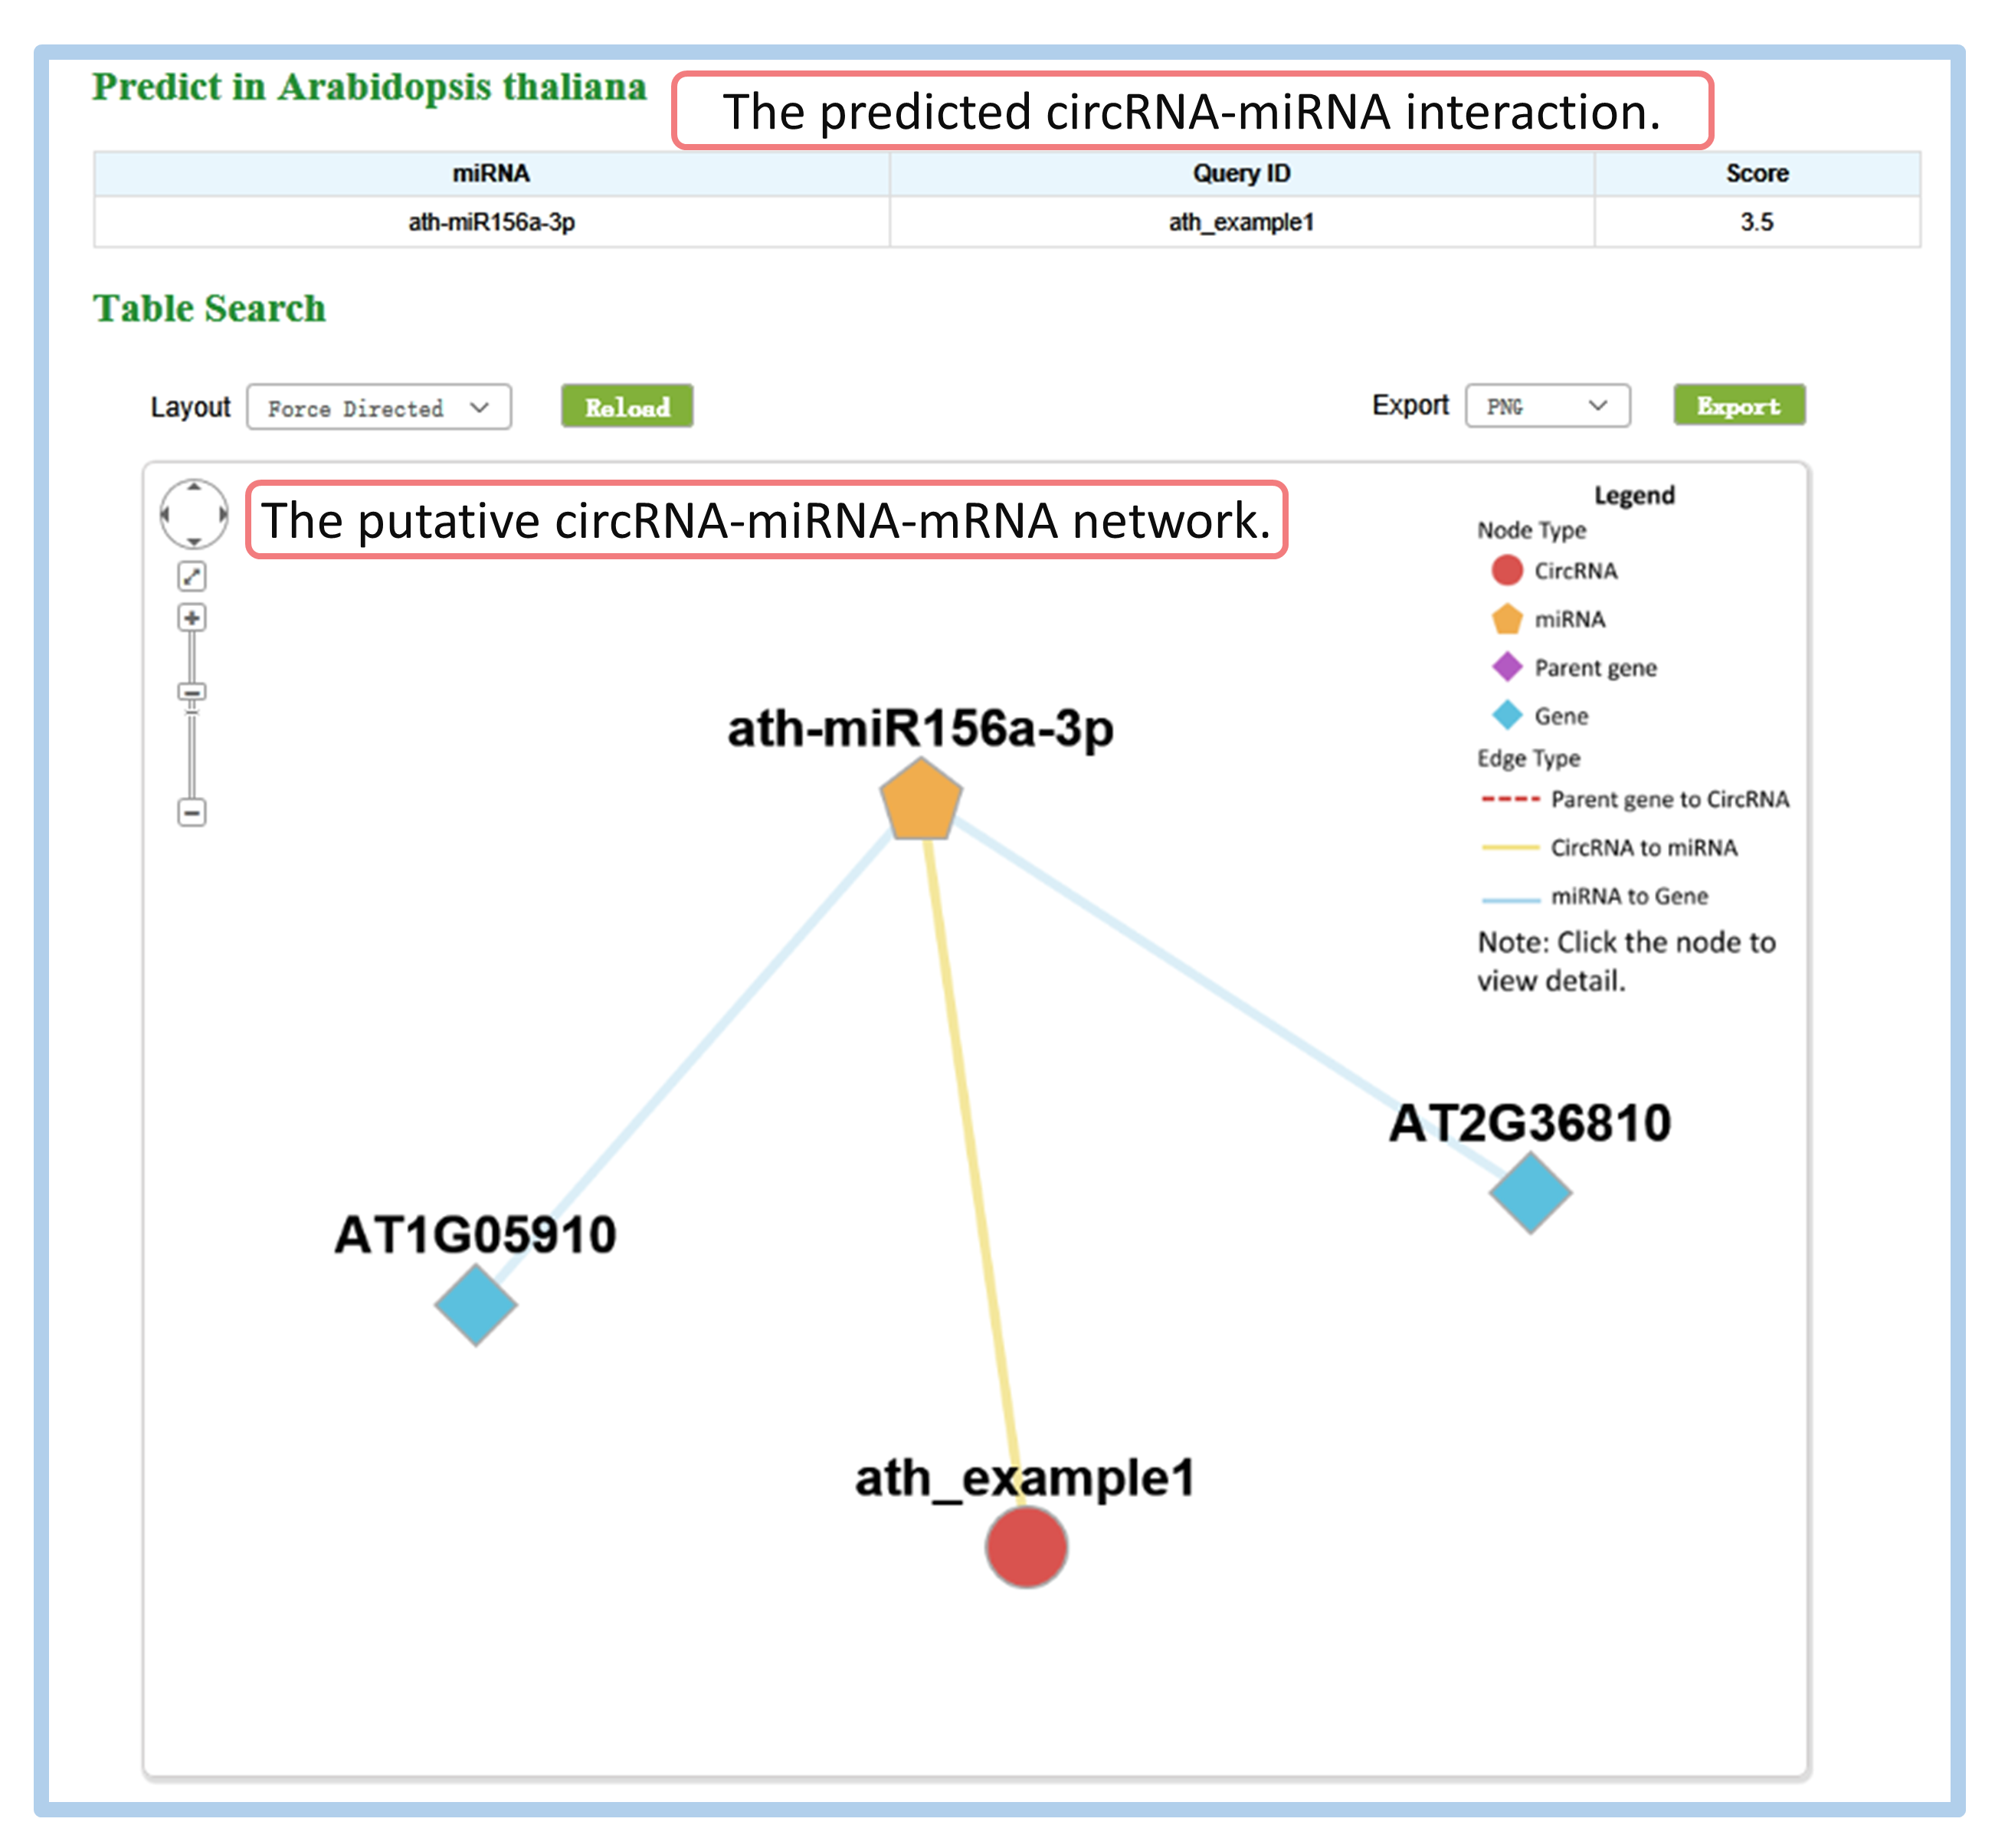 Predict in Arabidopsis thaliana
The predicted circRNA-miRNA interaction.
miRNA Query ID Score
ath-miR156a-3p ath_example1 3.5
Table Search
Layout Force Directed Reload Export PNG Export
The putative circRNA-miRNA-mRNA network.
Legend
Node Type
CircRNA
miRNA
Parent gene
Gene
Edge Type
Parent gene to CircRNA
CircRNA to miRNA
miRNA to Gene
Note: Click the node to
view detail.
ath-miR156a-3p
AT2G36810
AT1G05910
ath_example1